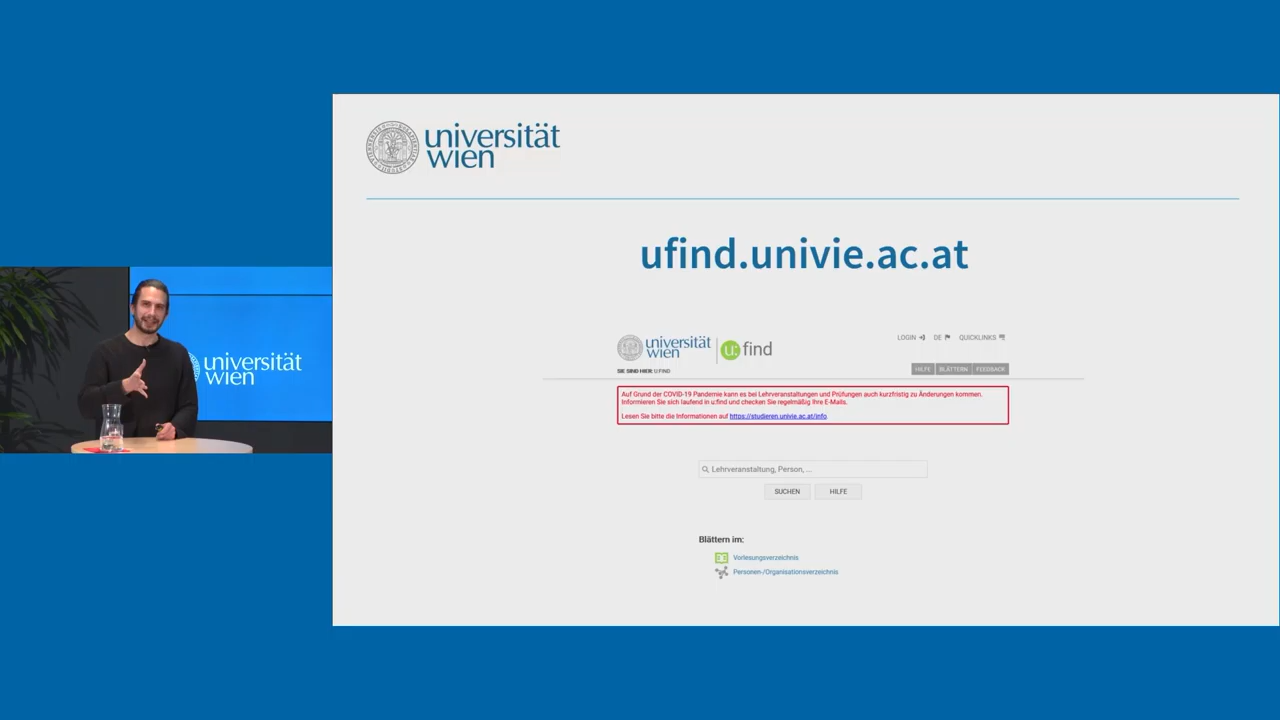 universität
wien
ufind.univie.ac.at
universität
wien
u: find
LOGIN
DE
QUICKLINKS
SIE SIND HIER: U:FIND
HILFE
BLÄTTERN
FEEDBACK
Auf Grund der COVID-19 Pandemie kann es bei Lehrveranstaltungen und Prüfungen auch kurzfristig zu Änderungen kommen.
Informieren Sie sich laufend in u:find und checken Sie regelmäßig Ihre E-Mails.
Lesen Sie bitte die Informationen auf https://studieren.univie.ac.at/info.
Lehrveranstaltung, Person, ...
SUCHEN
HILFE
Blättern im:
Vorlesungsverzeichnis
Personen-/Organisationsverzeichnis
universität
wien